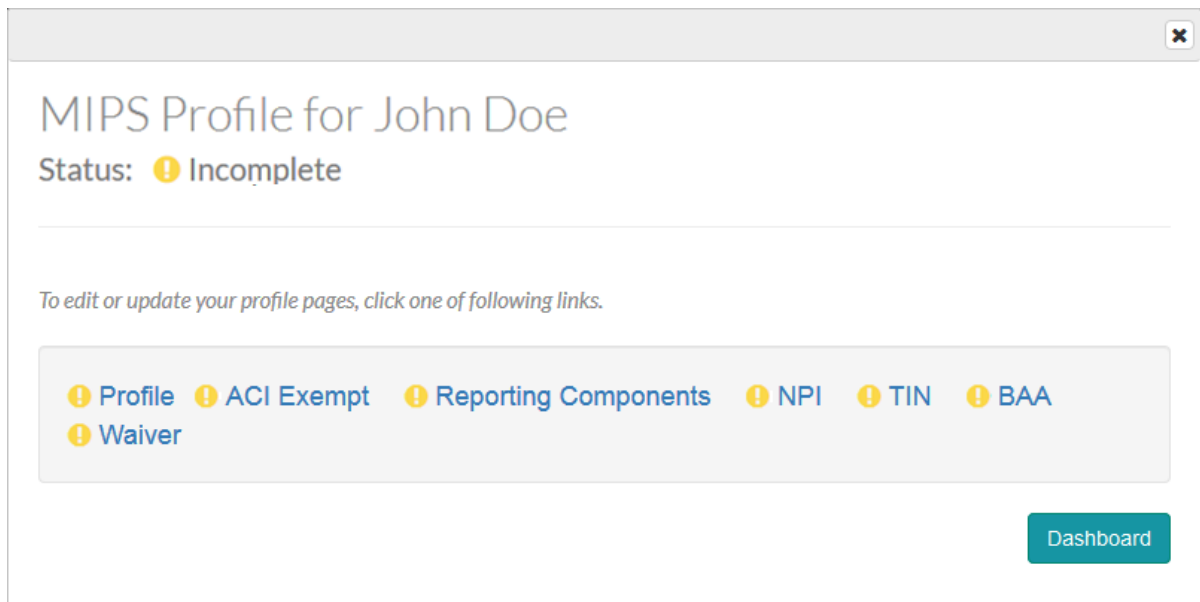 MIPS Profile for John Doe
Status: Incomplete
To edit or update your profile pages, click one of following links.
Profile ACI Exempt Reporting Components NPI TIN BAA
Waiver
Dashboard